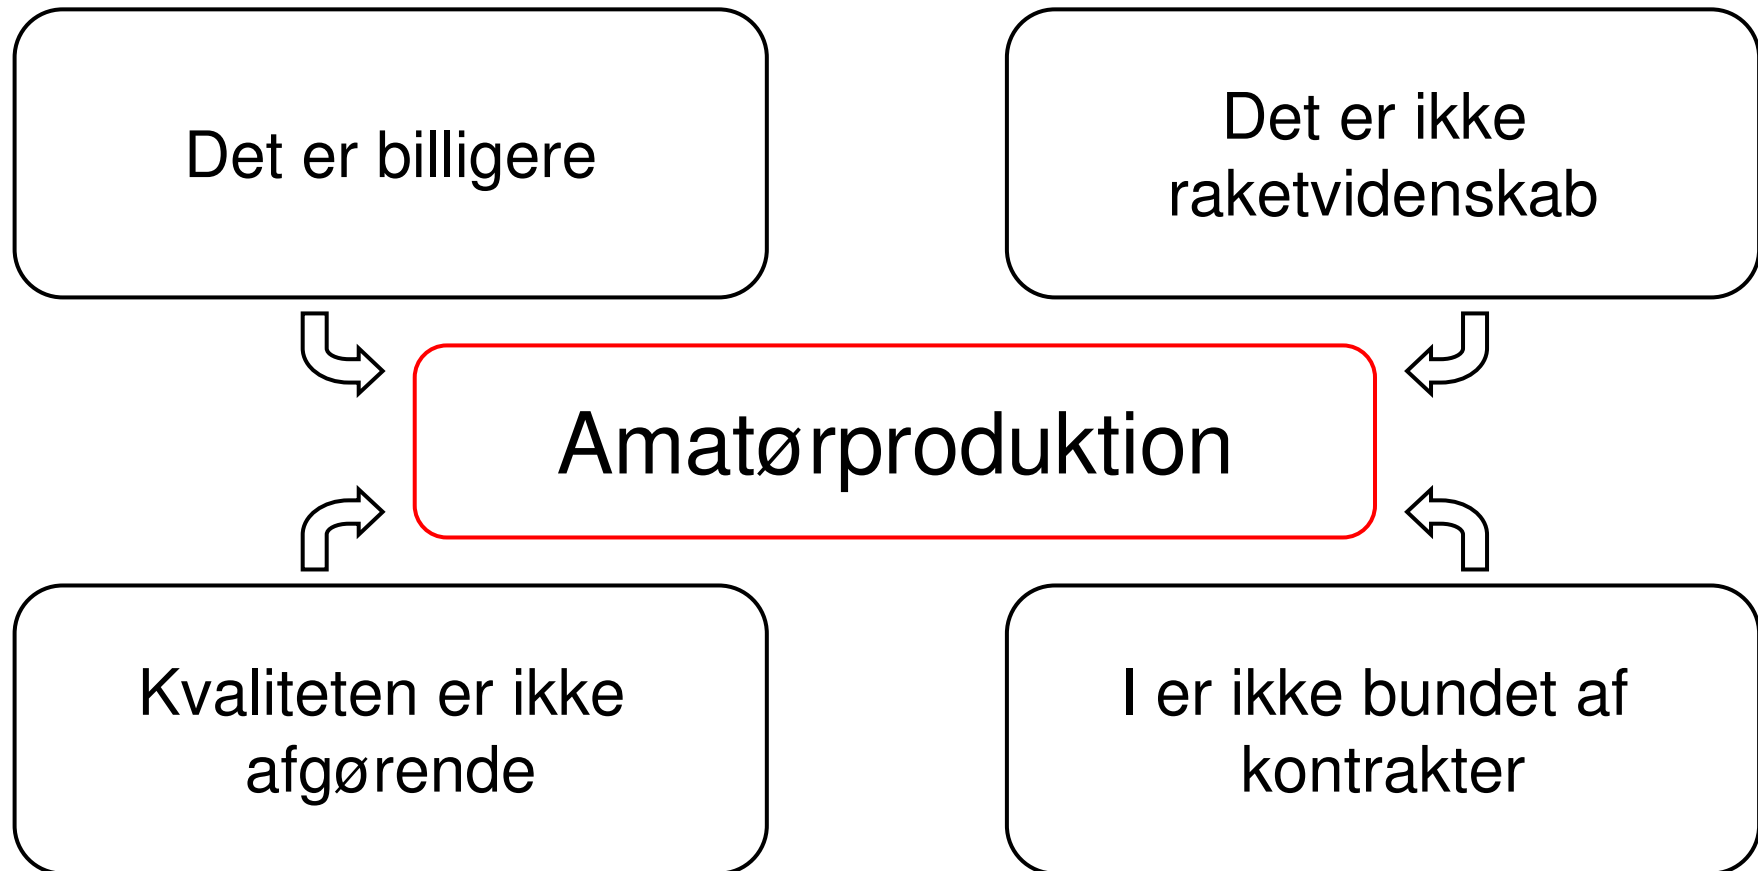 Det er billigere
Det er ikke
raketvidenskab
Amatørproduktion
Kvaliteten er ikke
afgørende
I er ikke bundet af
kontrakter